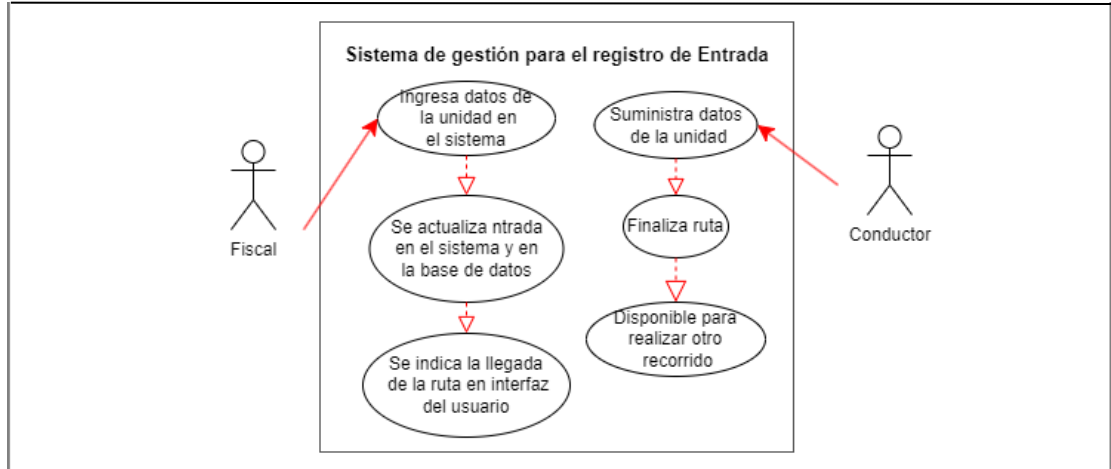 Sistema de gestión para el registro de Entrada
Ingresa datos de
la unidad en
el sistema
Suministra datos
de la unidad
Fiscal
Conductor
Se actualiza ntrada
en el sistema y en
la base de datos
Finaliza ruta
Se indica la llegada
de la ruta en interfaz
del usuario
Disponible para
realizar otro
recorrido